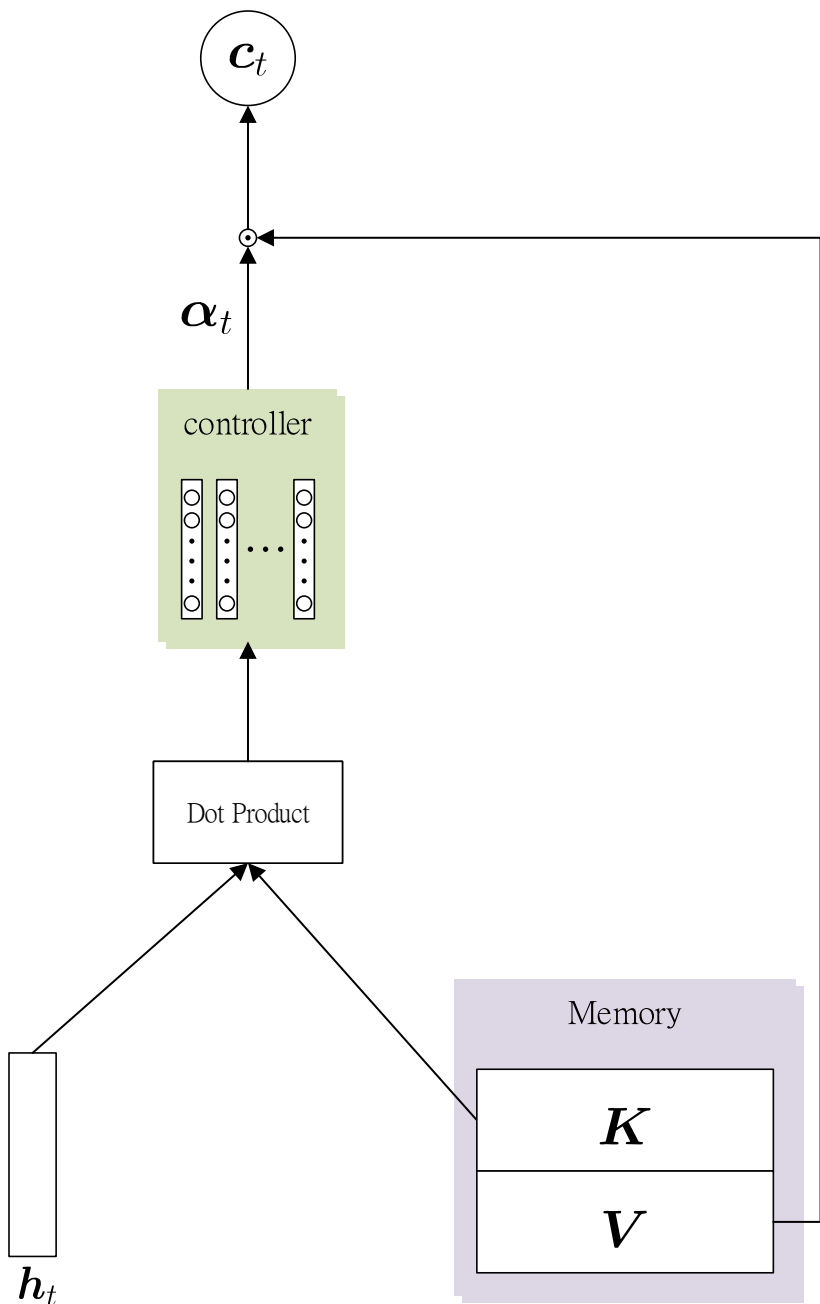 c_t
α_t
controller
...
Dot Product
Memory
K
V
h_t